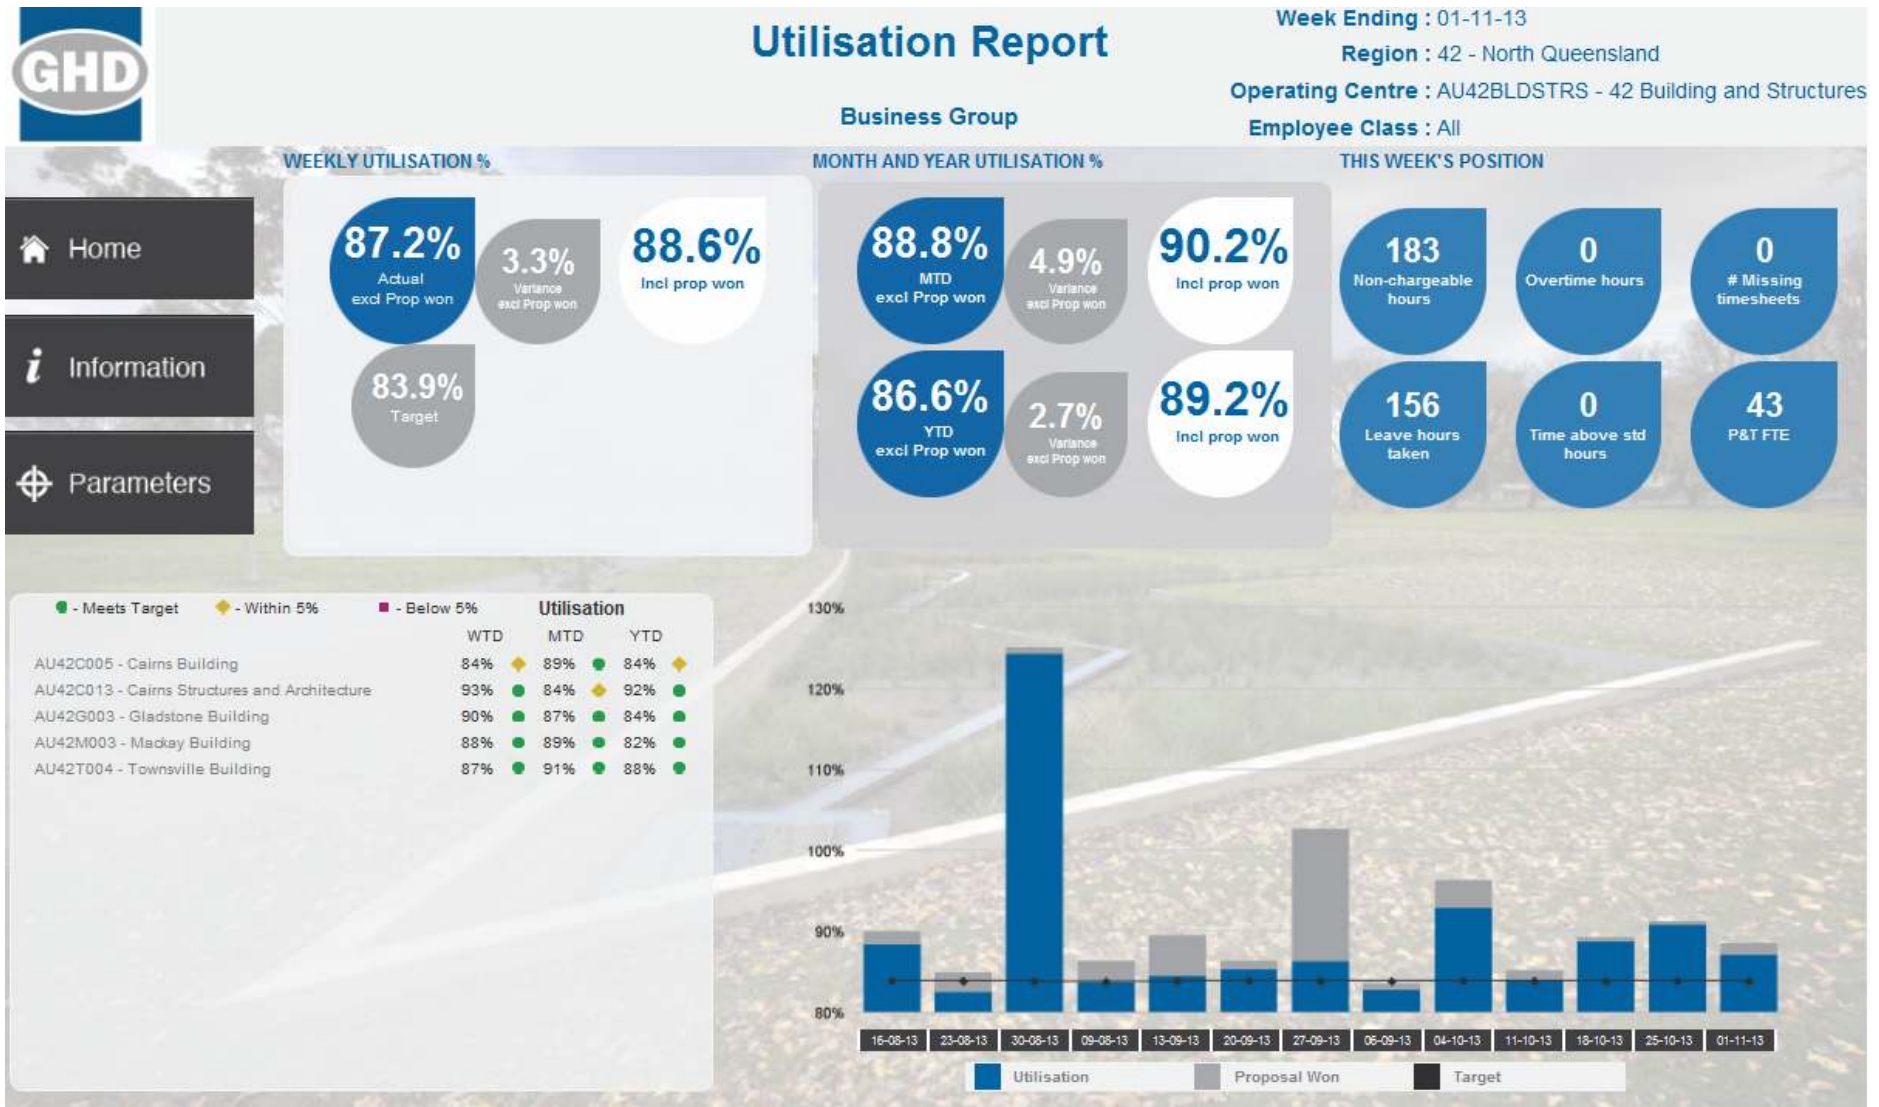 GHD
Utilisation Report
Business Group
Week Ending : 01-11-13
Region : 42 - North Queensland
Operating Centre : AU42BLDSTRS - 42 Building and Structures
Employee Class : All
Home
Information
Parameters
WEEKLY UTILISATION %
87.2%
Actual
excl Prop won
3.3%
Variance
excl Prop won
88.6%
Incl prop won
83.9%
Target
MONTH AND YEAR UTILISATION %
88.8%
MTD
excl Prop won
4.9%
Variance
excl Prop won
90.2%
Incl prop won
86.6%
YTD
excl Prop won
2.7%
Variance
excl Prop won
89.2%
Incl prop won
THIS WEEK'S POSITION
183
Non-chargeable
hours
0
Overtime hours
0
# Missing
timesheets
156
Leave hours
taken
0
Time above std
hours
43
P&T FTE
- Meets Target - Within 5% - Below 5% Utilisation
WTD MTD YTD
AU42C005 - Cairns Building 84% 89% 84%
AU42C013 - Cairns Structures and Architecture 93% 84% 92%
AU42G003 - Gladstone Building 90% 87% 84%
AU42M003 - Mackay Building 88% 89% 82%
AU42T004 - Townsville Building 87% 91% 88%
130%
120%
110%
100%
90%
80%
16-08-13 23-08-13 30-08-13 09-08-13 13-09-13 20-09-13 27-09-13 06-09-13 04-10-13 11-10-13 18-10-13 25-10-13 01-11-13
Utilisation Proposal Won Target